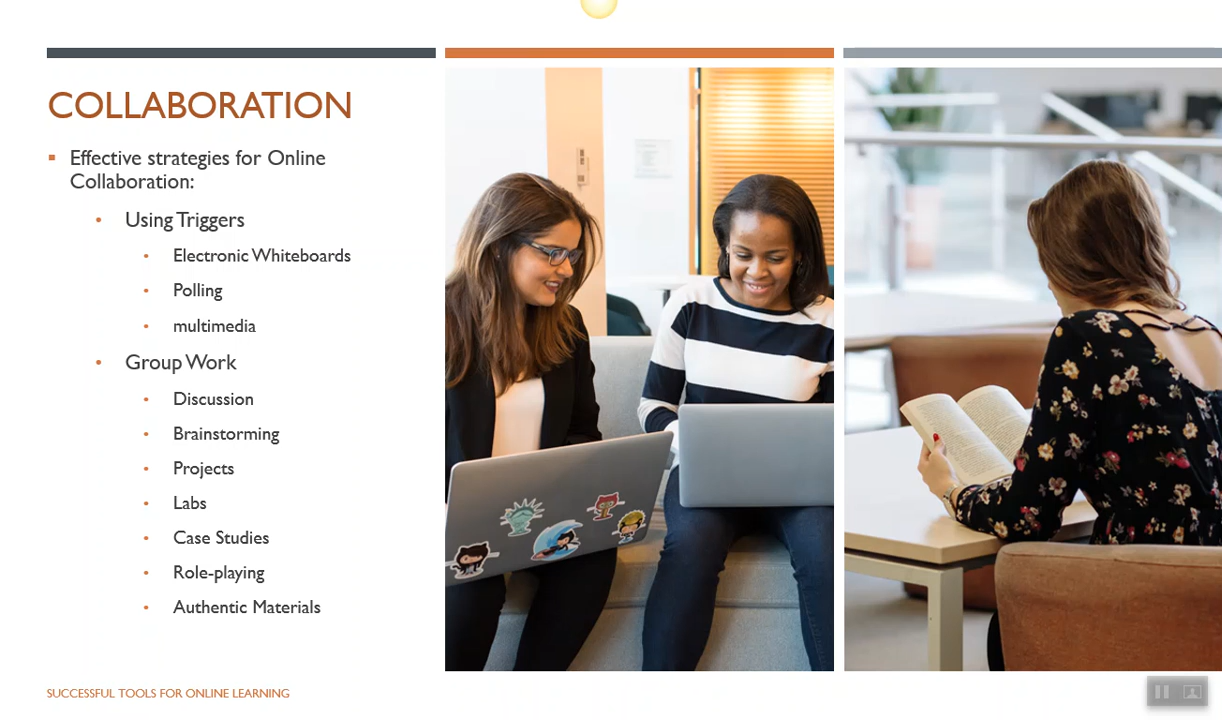 COLLABORATION
Effective strategies for Online
Collaboration:
Using Triggers
Electronic Whiteboards
Polling
multimedia
Group Work
Discussion
Brainstorming
Projects
Labs
Case Studies
Role-playing
Authentic Materials
SUCCESSFUL TOOLS FOR ONLINE LEARNING